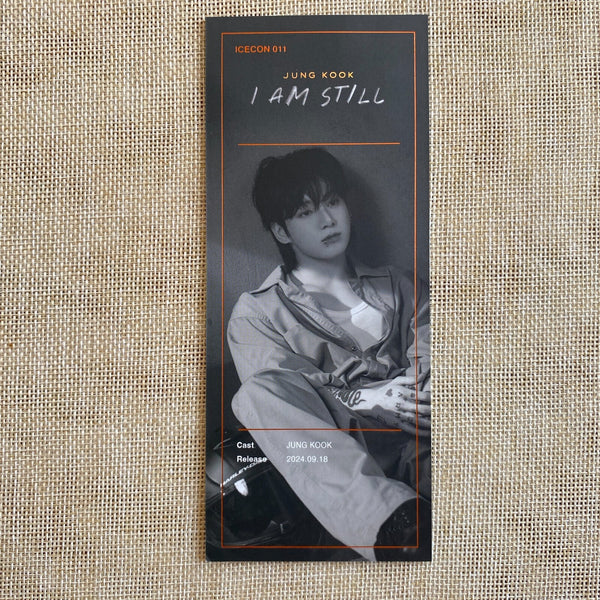 ICECON 011
JUNG KOOK
I AM STILL
Cast JUNG KOOK
Release 2024.09.18